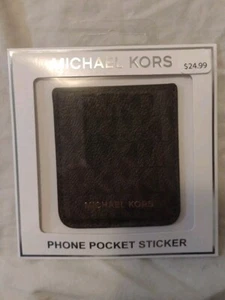 MICHAEL KORS
$24.99
MICHAEL KORS
PHONE POCKET STICKER